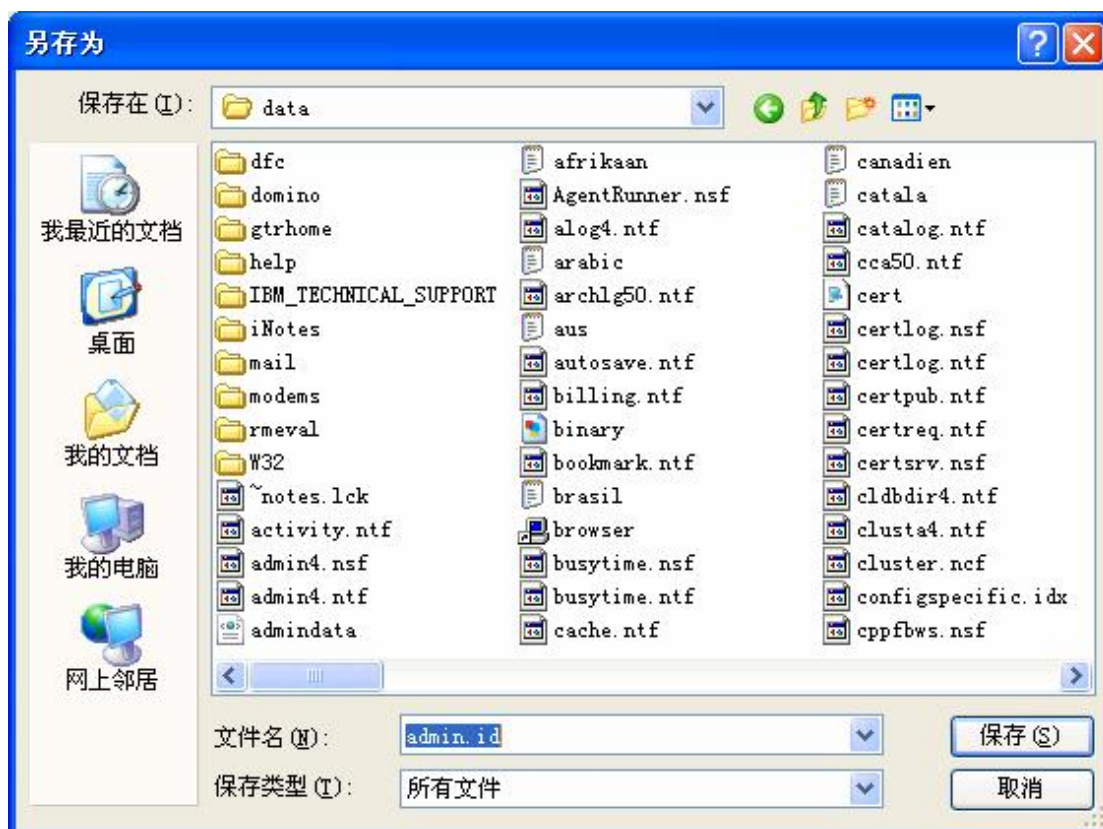 另存为
保存在(I):
data
我最近的文档
桌面
我的文档
我的电脑
网上邻居
dfc
domino
gtrhome
help
IBM_TECHNICAL_SUPPORT
iNotes
mail
modems
rmeval
W32
~notes.lck
activity.ntf
admin4.nsf
admin4.ntf
admindata
afrikaan
AgentRunner.nsf
alog4.ntf
arabic
archlg50.ntf
aus
autosave.ntf
billing.ntf
binary
bookmark.ntf
brasil
browser
busytime.nsf
busytime.ntf
cache.ntf
canadien
catala
catalog.ntf
cca50.ntf
cert
certlog.nsf
certlog.ntf
certpub.ntf
certreq.ntf
certsrv.nsf
cldbdir4.ntf
clusta4.ntf
cluster.ncf
configspecific.idx
cppfbws.nsf
文件名(N):
admin.id
保存(S)
保存类型(T):
所有文件
取消